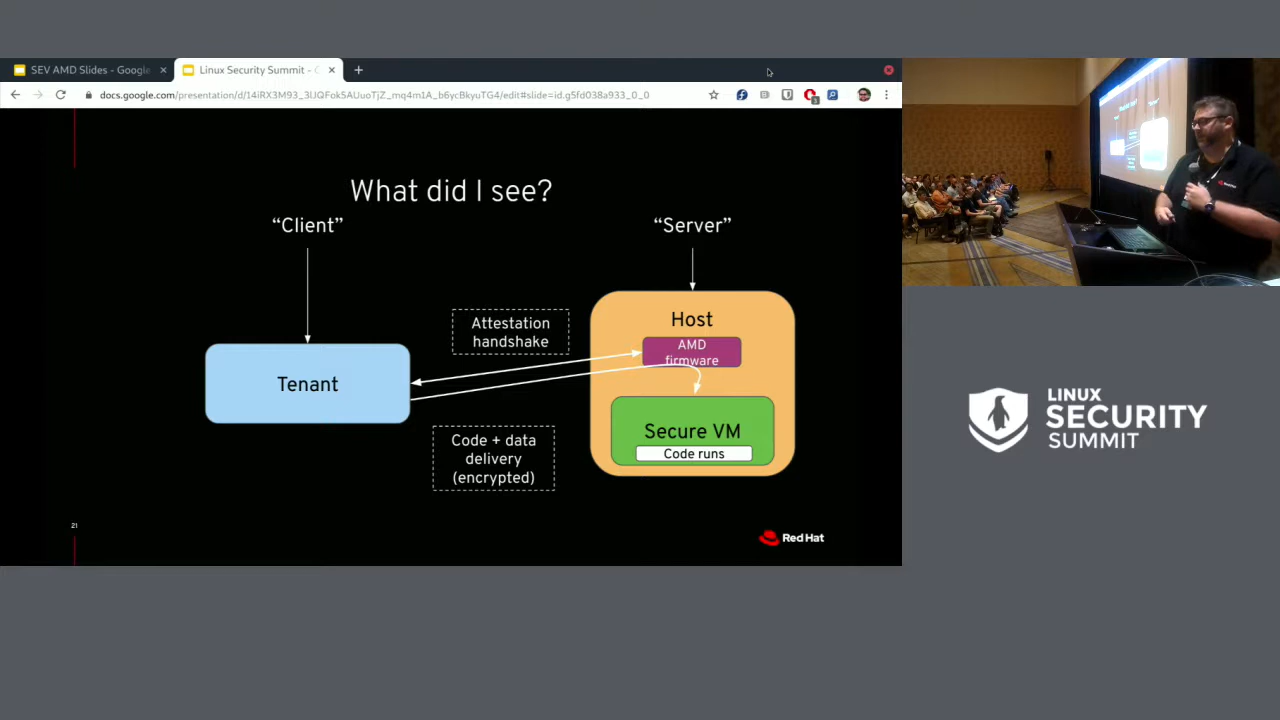 SEV AMD Slides - Google
Linux Security Summit -
docs.google.com/presentation/d/14iRX3M93_3lJQFok5AUuoTjZ_mq4m1A_b6ycBkyuTG4/edit#slide=id.g5fd038a933_0_0
What did I see?
“Client”
“Server”
Attestation
handshake
Host
AMD
firmware
Tenant
Code + data
delivery
(encrypted)
Secure VM
Code runs
21
Red Hat
Red Hat
LINUX
SECURITY
SUMMIT